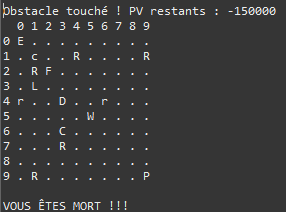 Obstacle touché ! PV restants : -150000
  0 1 2 3 4 5 6 7 8 9
0 E . . . . . . . . .
1 . c . . R . . . . R
2 . R F . . . . . . .
3 . L . . . . . . . .
4 r . . D . . r . . .
5 . . . . . W . . . .
6 . . . C . . . . . .
7 . . . R . . . . . .
8 . . . . . . . . . .
9 . R . . . . . . . P
VOUS ÊTES MORT !!!